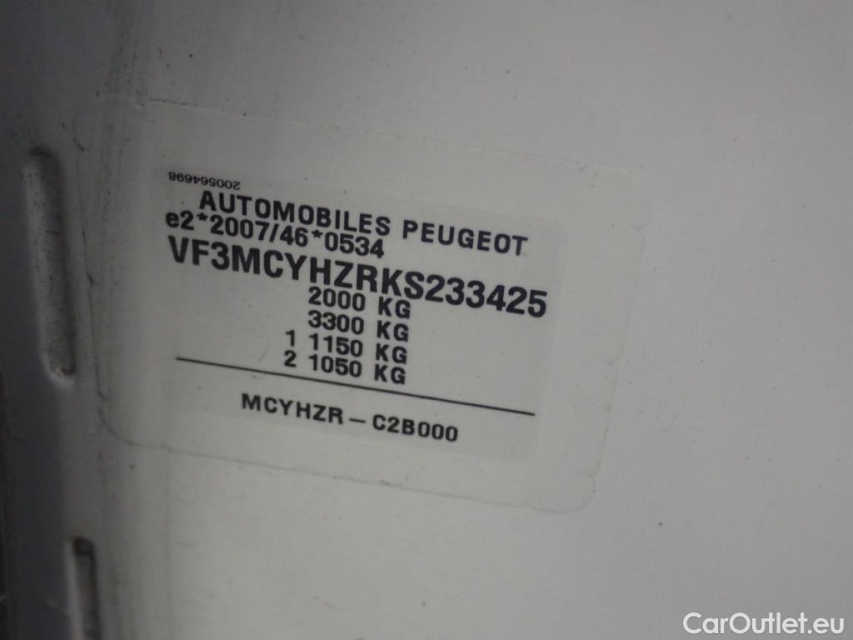 200564698
AUTOMOBILES PEUGEOT
e2*2007/46*0534
VF3MCYHZRKS233425
2000 KG
3300 KG
1 1150 KG
2 1050 KG
MCYHZR – C2B000
CarOutlet.eu